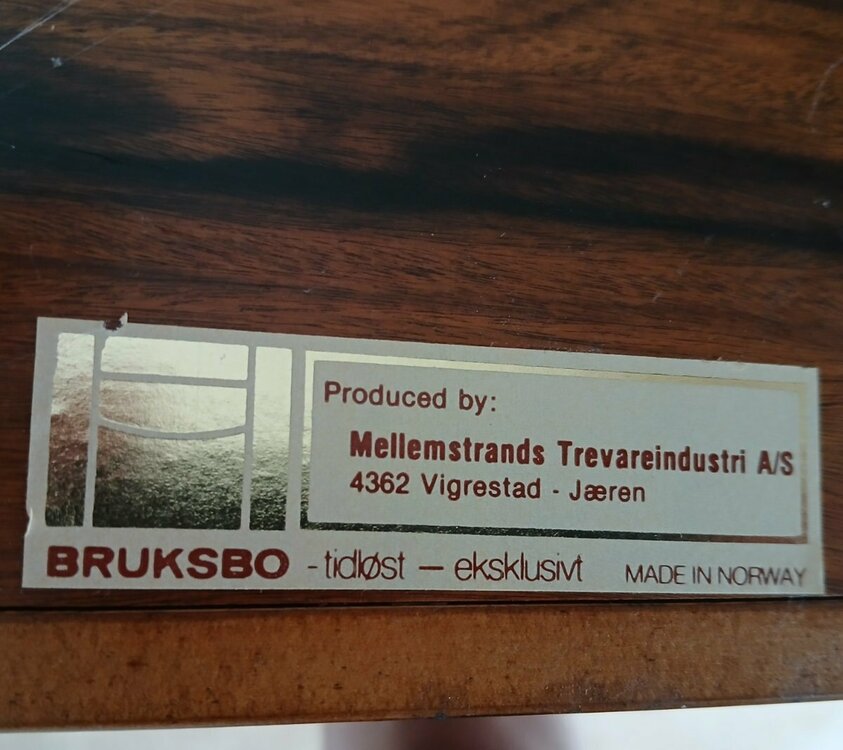 Produced by:
Mellemstrands Trevareindustri A/S
4362 Vigrestad - Jæren
BRUKSBO - tidløst — eksklusivt MADE IN NORWAY